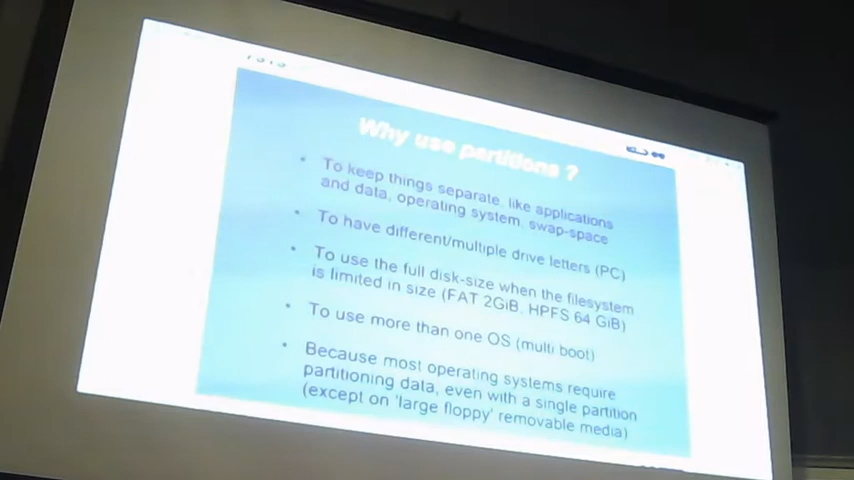 Why use partitions ?
• To keep things separate, like applications
and data, operating system, swap-space
• To have different/multiple drive letters (PC)
• To use the full disk-size when the filesystem
is limited in size (FAT 2GiB, HPFS 64 GiB)
• To use more than one OS (multi boot)
• Because most operating systems require
partitioning data, even with a single partition
(except on 'large floppy' removable media)